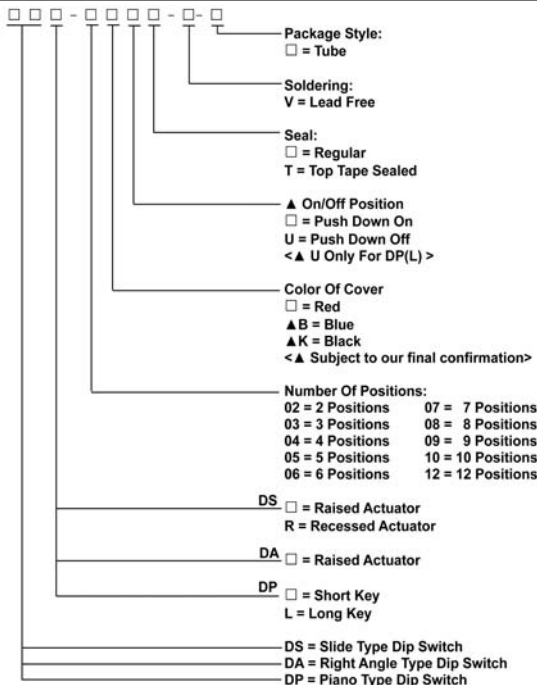 □ □ □ - □ □ □ □ - □ - □
Package Style:
□ = Tube
Soldering:
V = Lead Free
Seal:
□ = Regular
T = Top Tape Sealed
▲ On/Off Position
□ = Push Down On
U = Push Down Off
<▲ U Only For DP(L) >
Color Of Cover
□ = Red
▲B = Blue
▲K = Black
<▲ Subject to our final confirmation>
Number Of Positions:
02 = 2 Positions 07 = 7 Positions
03 = 3 Positions 08 = 8 Positions
04 = 4 Positions 09 = 9 Positions
05 = 5 Positions 10 = 10 Positions
06 = 6 Positions 12 = 12 Positions
DS □ = Raised Actuator
R = Recessed Actuator
DA □ = Raised Actuator
DP □ = Short Key
L = Long Key
DS = Slide Type Dip Switch
DA = Right Angle Type Dip Switch
DP = Piano Type Dip Switch